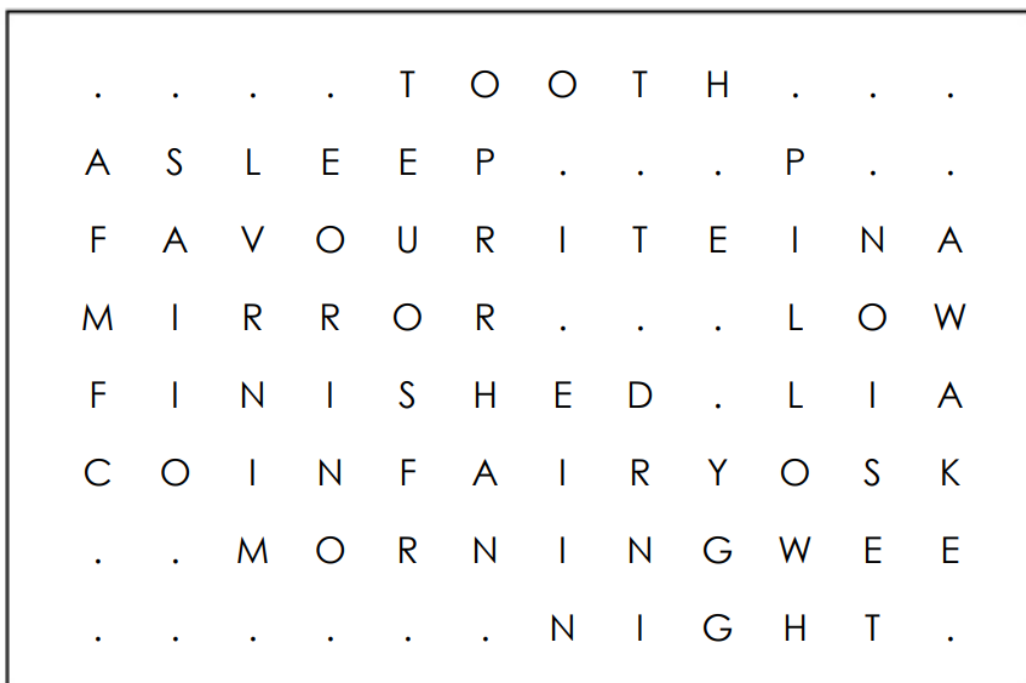 . . . . T O O T H . . .
A S L E E P . . . P . .
F A V O U R I T E I N A
M I R R O R . . . L O W
F I N I S H E D . L I A
C O I N F A I R Y O S K
. . M O R N I N G W E E
. . . . . . N I G H T .